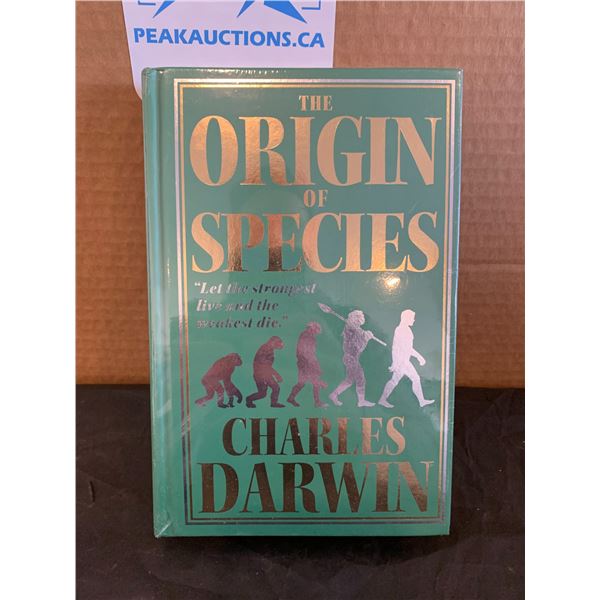 PEAKAUCTIONS.CA
THE
ORIGIN
OF
SPECIES
"Let the strongest
live and the
weakest die."
CHARLES
DARWIN